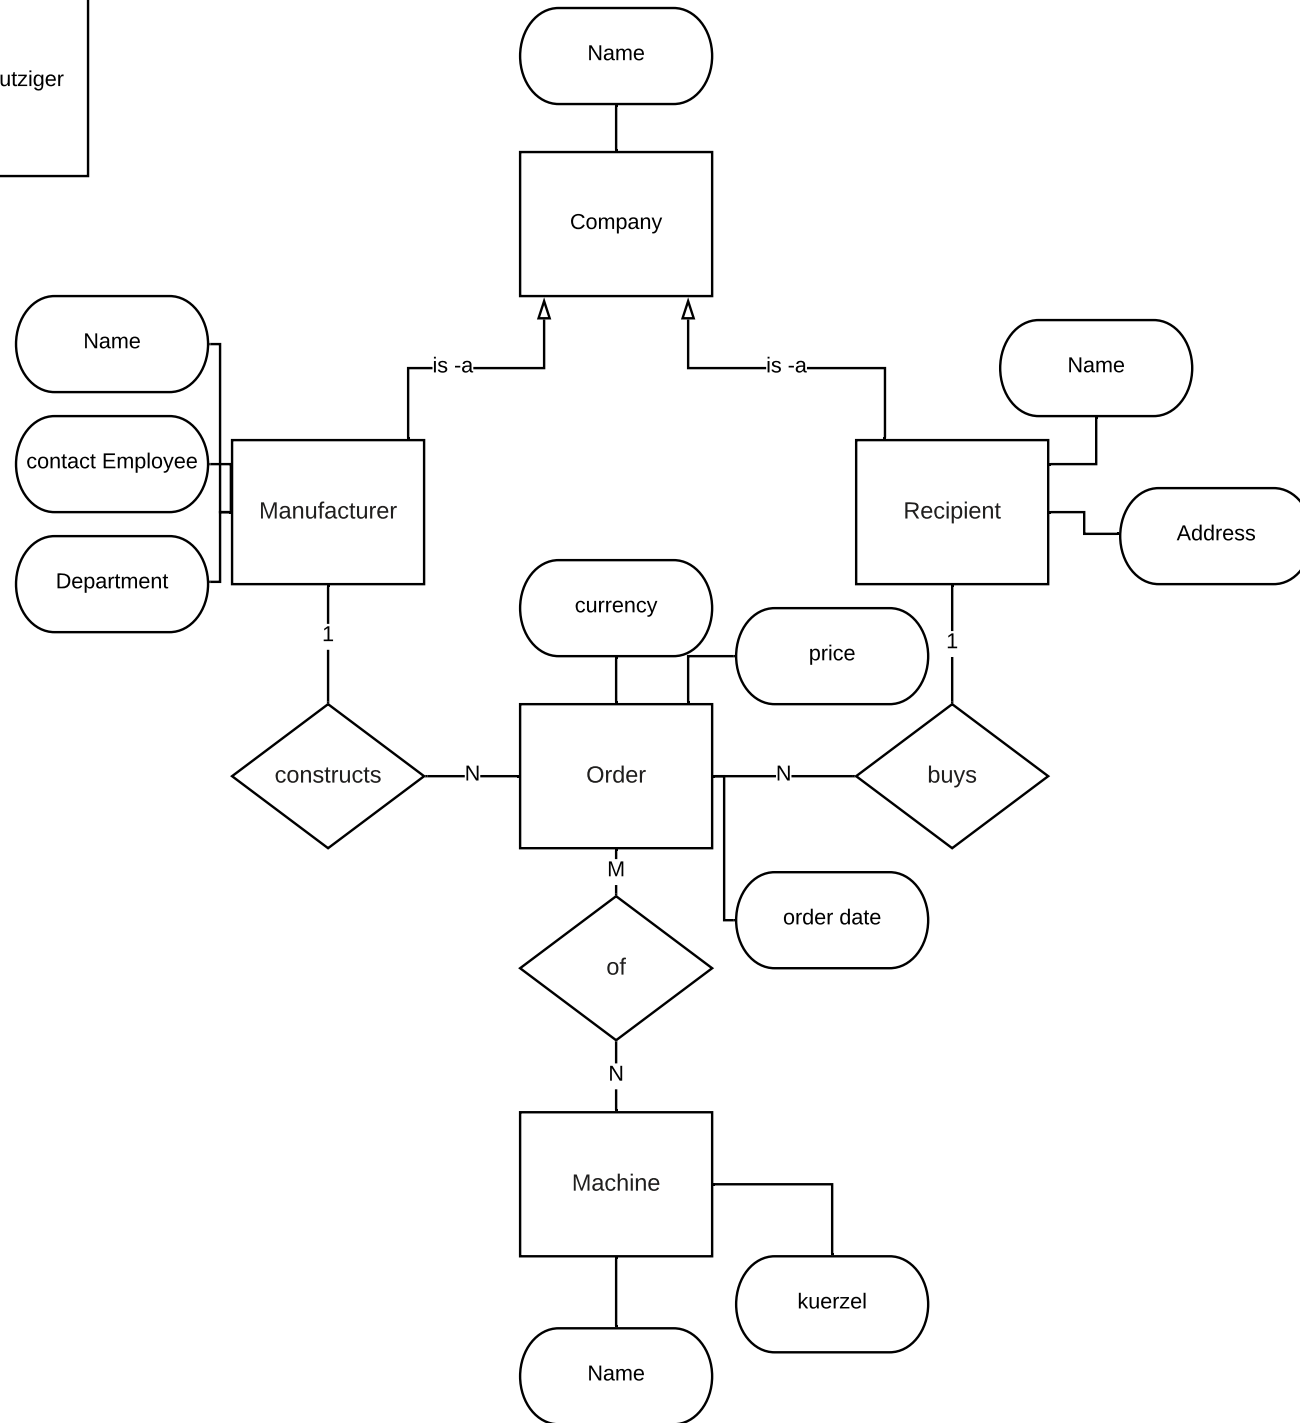 Name
utziger
Company
Name
is -a
is -a
Name
contact Employee
Manufacturer
Recipient
Address
Department
currency
1
1
price
constructs
N
Order
N
buys
M
order date
of
N
Machine
kuerzel
Name